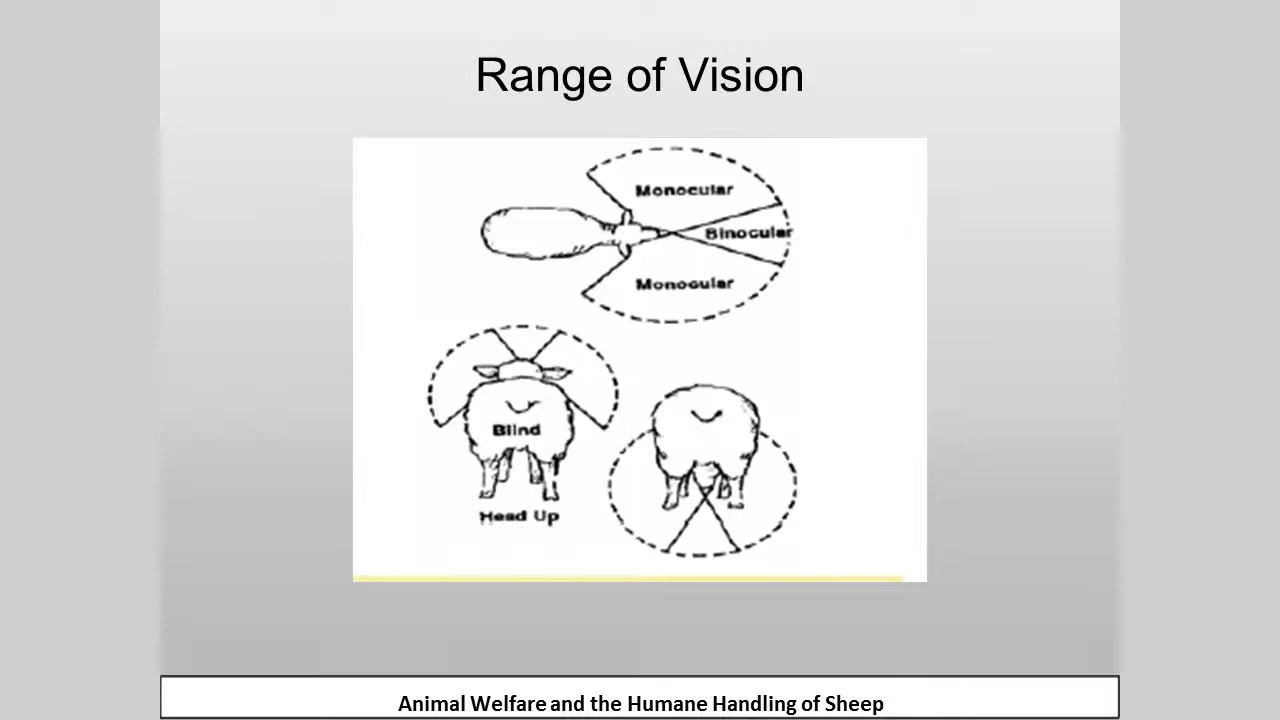 Range of Vision
Monocular
Binocular
Monocular
Blind
Head Up
Animal Welfare and the Humane Handling of Sheep